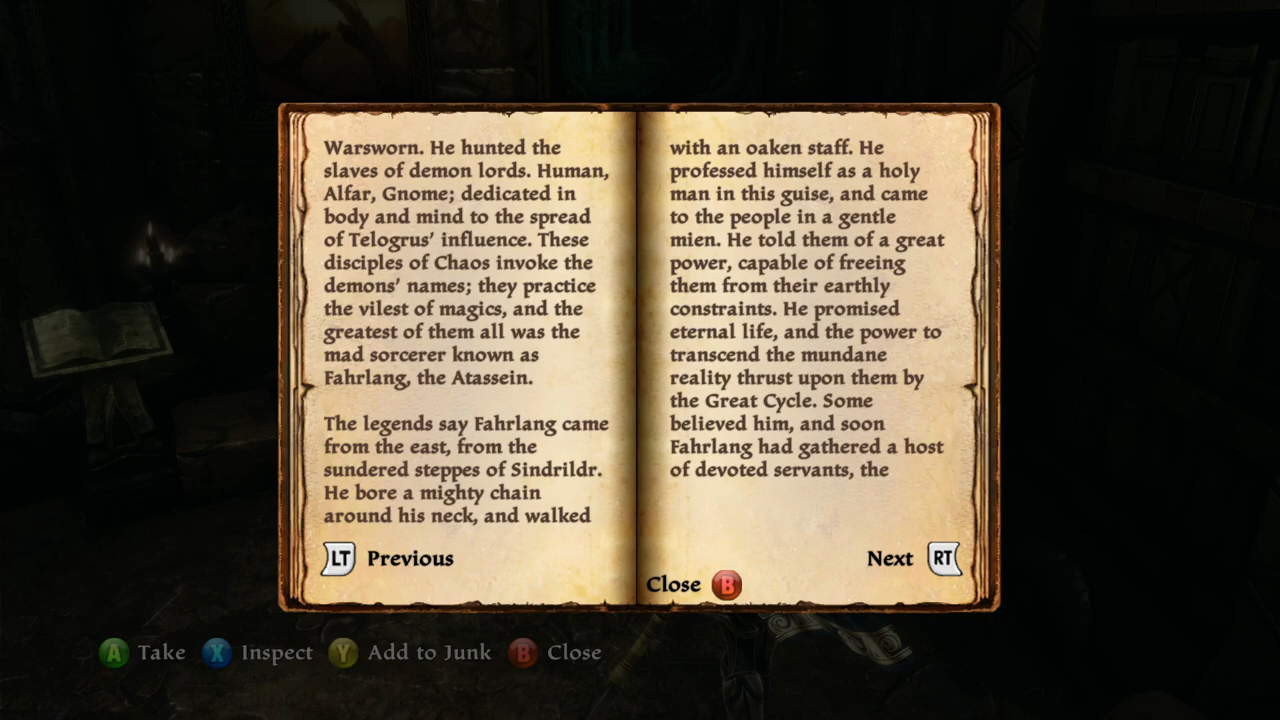 Warsworn. He hunted the
slaves of demon lords. Human,
Alfar, Gnome; dedicated in
body and mind to the spread
of Telogrus' influence. These
disciples of Chaos invoke the
demons' names; they practice
the vilest of magics, and the
greatest of them all was the
mad sorcerer known as
Fahrlang, the Atassein.
The legends say Fahrlang came
from the east, from the
sundered steppes of Sindrildr.
He bore a mighty chain
around his neck, and walked
with an oaken staff. He
professed himself as a holy
man in this guise, and came
to the people in a gentle
mien. He told them of a great
power, capable of freeing
them from their earthly
constraints. He promised
eternal life, and the power to
transcend the mundane
reality thrust upon them by
the Great Cycle. Some
believed him, and soon
Fahrlang had gathered a host
of devoted servants, the
LT Previous
Next RT
Close B
A Take X Inspect Y Add to Junk B Close